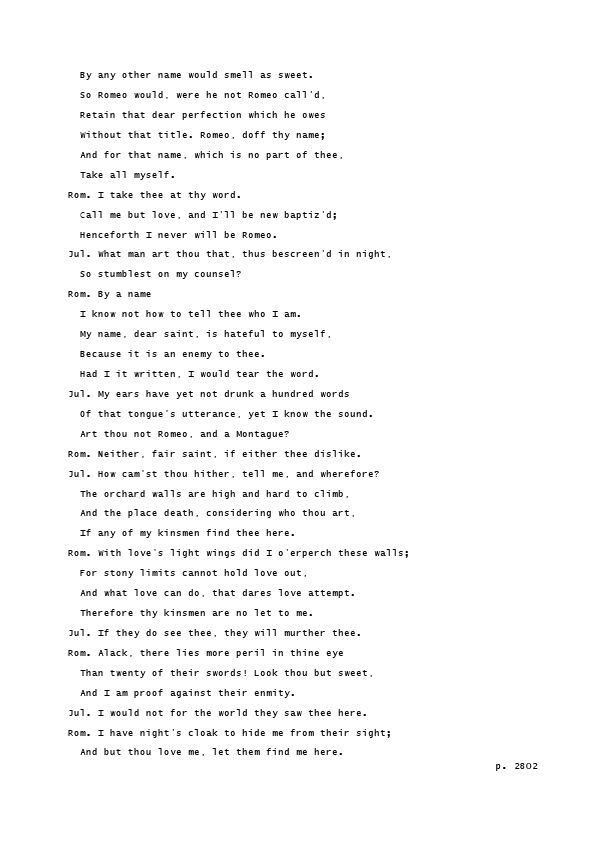 By any other name would smell as sweet.
So Romeo would, were he not Romeo call'd,
Retain that dear perfection which he owes
Without that title. Romeo, doff thy name;
And for that name, which is no part of thee,
Take all myself.
Rom. I take thee at thy word.
Call me but love, and I'll be new baptiz'd;
Henceforth I never will be Romeo.
Jul. What man art thou that, thus bescreen'd in night,
So stumblest on my counsel?
Rom. By a name
I know not how to tell thee who I am.
My name, dear saint, is hateful to myself,
Because it is an enemy to thee.
Had I it written, I would tear the word.
Jul. My ears have yet not drunk a hundred words
Of that tongue's utterance, yet I know the sound.
Art thou not Romeo, and a Montague?
Rom. Neither, fair saint, if either thee dislike.
Jul. How cam'st thou hither, tell me, and wherefore?
The orchard walls are high and hard to climb,
And the place death, considering who thou art,
If any of my kinsmen find thee here.
Rom. With love's light wings did I o'erperch these walls;
For stony limits cannot hold love out,
And what love can do, that dares love attempt.
Therefore thy kinsmen are no let to me.
Jul. If they do see thee, they will murther thee.
Rom. Alack, there lies more peril in thine eye
Than twenty of their swords! Look thou but sweet,
And I am proof against their enmity.
Jul. I would not for the world they saw thee here.
Rom. I have night's cloak to hide me from their sight;
And but thou love me, let them find me here.
p. 2802